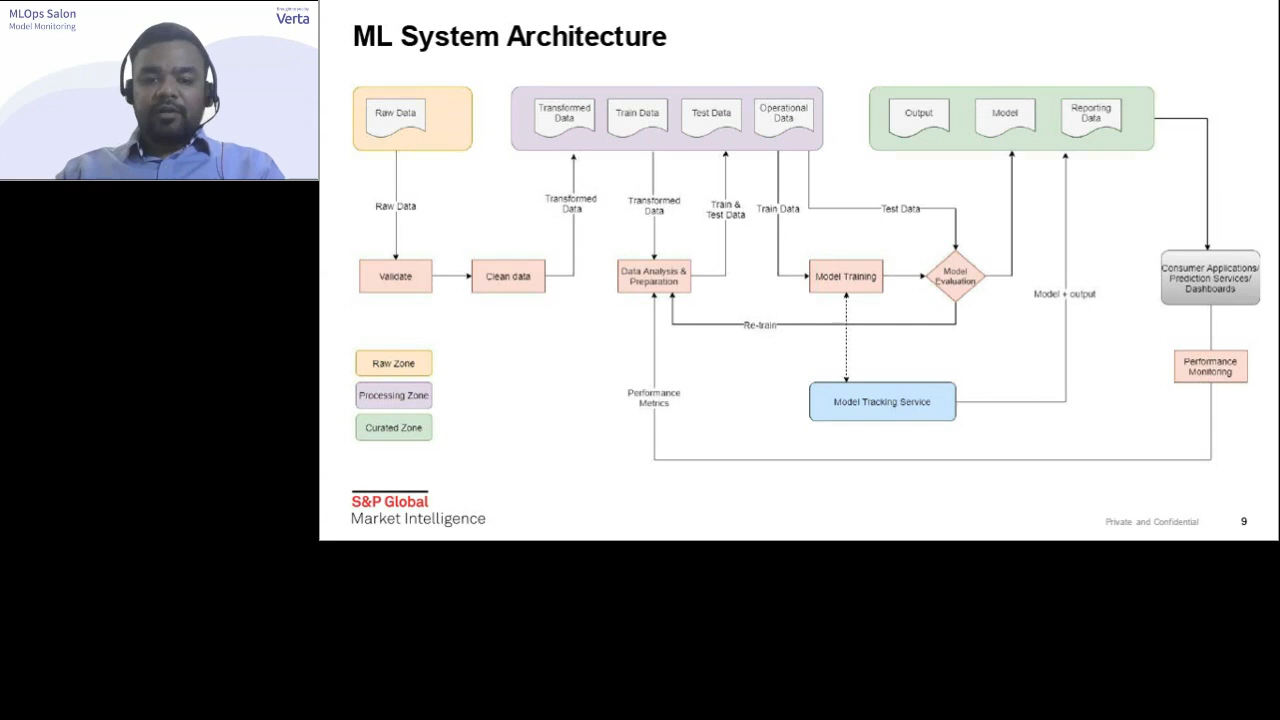 MLOps Salon
Model Monitoring
Verta
ML System Architecture
Raw Data
Transformed
Data
Train Data
Test Data
Operational
Data
Output
Model
Reporting
Data
Raw Data
Transformed
Data
Transformed
Data
Train &
Test Data
Train Data
Test Data
Validate
Clean data
Data Analysis &
Preparation
Model Training
Model
Evaluation
Consumer Applications/
Prediction Services/
Dashboards
Model + output
Re-train
Raw Zone
Processing Zone
Curated Zone
Performance
Metrics
Model Tracking Service
Performance
Monitoring
S&P Global
Market Intelligence
Private and Confidential
9